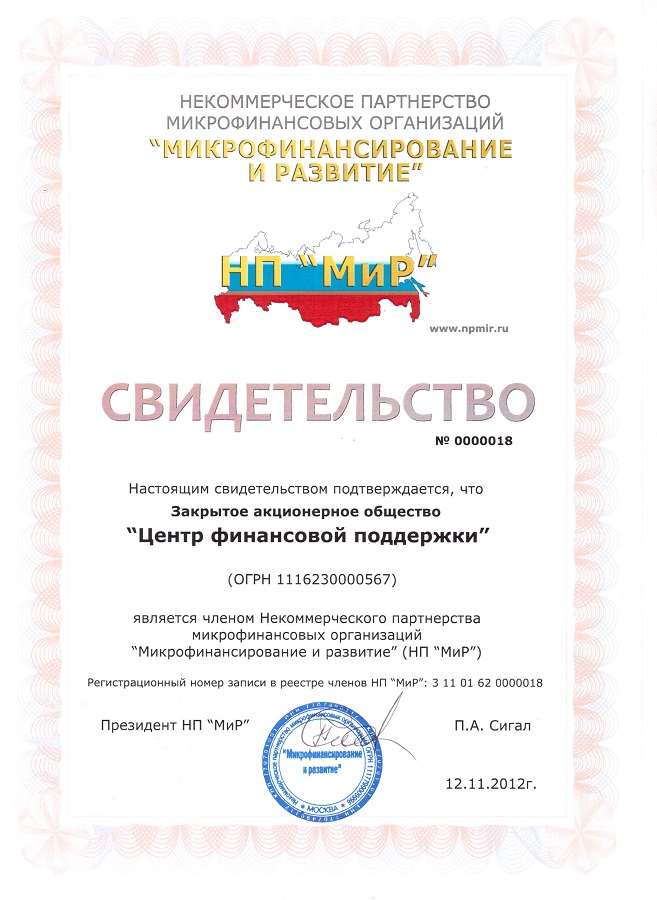 НЕКОММЕРЧЕСКОЕ ПАРТНЕРСТВО
МИКРОФИНАНСОВЫХ ОРГАНИЗАЦИЙ
“МИКРОФИНАНСИРОВАНИЕ
И РАЗВИТИЕ”
НП “МиР”
www.npmir.ru
СВИДЕТЕЛЬСТВО
№ 0000018
Настоящим свидетельством подтверждается, что
Закрытое акционерное общество
“Центр финансовой поддержки”
(ОГРН 1116230000567)
является членом Некоммерческого партнерства
микрофинансовых организаций
“Микрофинансирование и развитие” (НП “МиР”)
Регистрационный номер записи в реестре членов НП “МиР”: 3 11 01 62 0000018
Президент НП “МиР”
П.А. Сигал
"Микрофинансирование
и развитие"
МОСКВА
12.11.2012г.